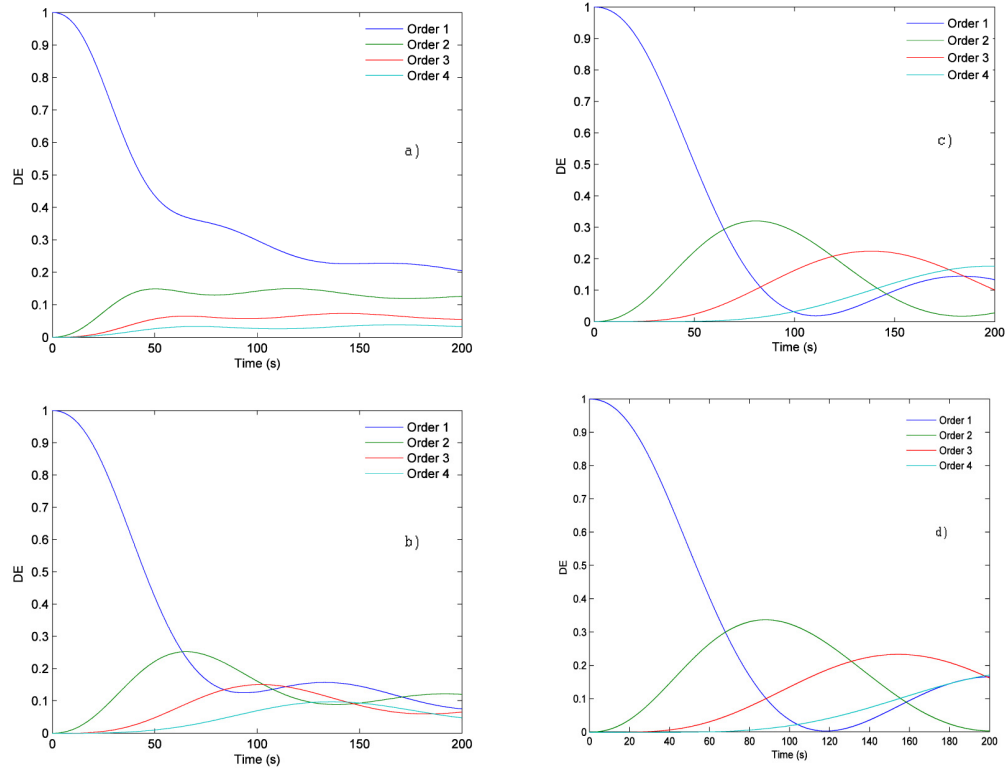 1
0.9
0.8
0.7
0.6
0.5
0.4
0.3
0.2
0.1
0
DE
0 50 100 150 200
Time (s)
Order 1
Order 2
Order 3
Order 4
a)
1
0.9
0.8
0.7
0.6
0.5
0.4
0.3
0.2
0.1
0
DE
0 50 100 150 200
Time (s)
Order 1
Order 2
Order 3
Order 4
c)
1
0.9
0.8
0.7
0.6
0.5
0.4
0.3
0.2
0.1
0
DE
0 50 100 150 200
Time (s)
Order 1
Order 2
Order 3
Order 4
b)
1
0.9
0.8
0.7
0.6
0.5
0.4
0.3
0.2
0.1
0
DE
0 20 40 60 80 100 120 140 160 180 200
Time (s)
Order 1
Order 2
Order 3
Order 4
d)